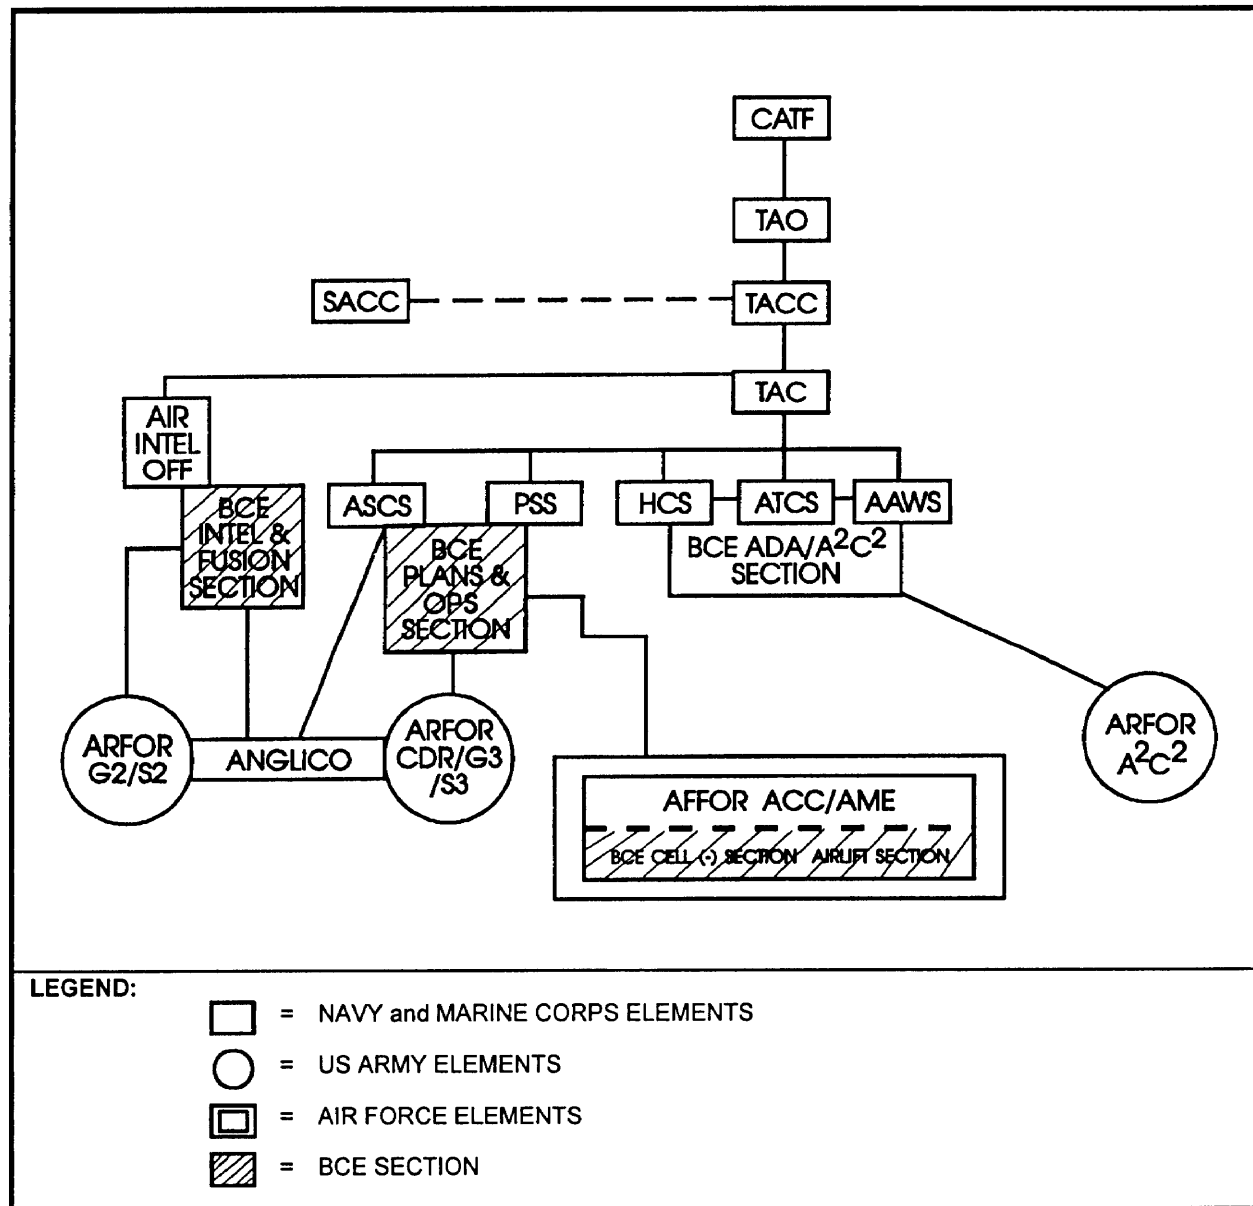 CATF
TAO
SACC
TACC
TAC
AIR
INTEL
OFF
ASCS
PSS
HCS
ATCS
AAWS
BCE
INTEL &
FUSION
SECTION
BCE
PLANS &
OPS
SECTION
BCE ADA/A²C²
SECTION
ARFOR
G2/S2
ANGLICO
ARFOR
CDR/G3
/S3
ARFOR
A²C²
AFFOR ACC/AME
BCE CELL (-) SECTION AIRLIFT SECTION
LEGEND:
= NAVY and MARINE CORPS ELEMENTS
= US ARMY ELEMENTS
= AIR FORCE ELEMENTS
= BCE SECTION